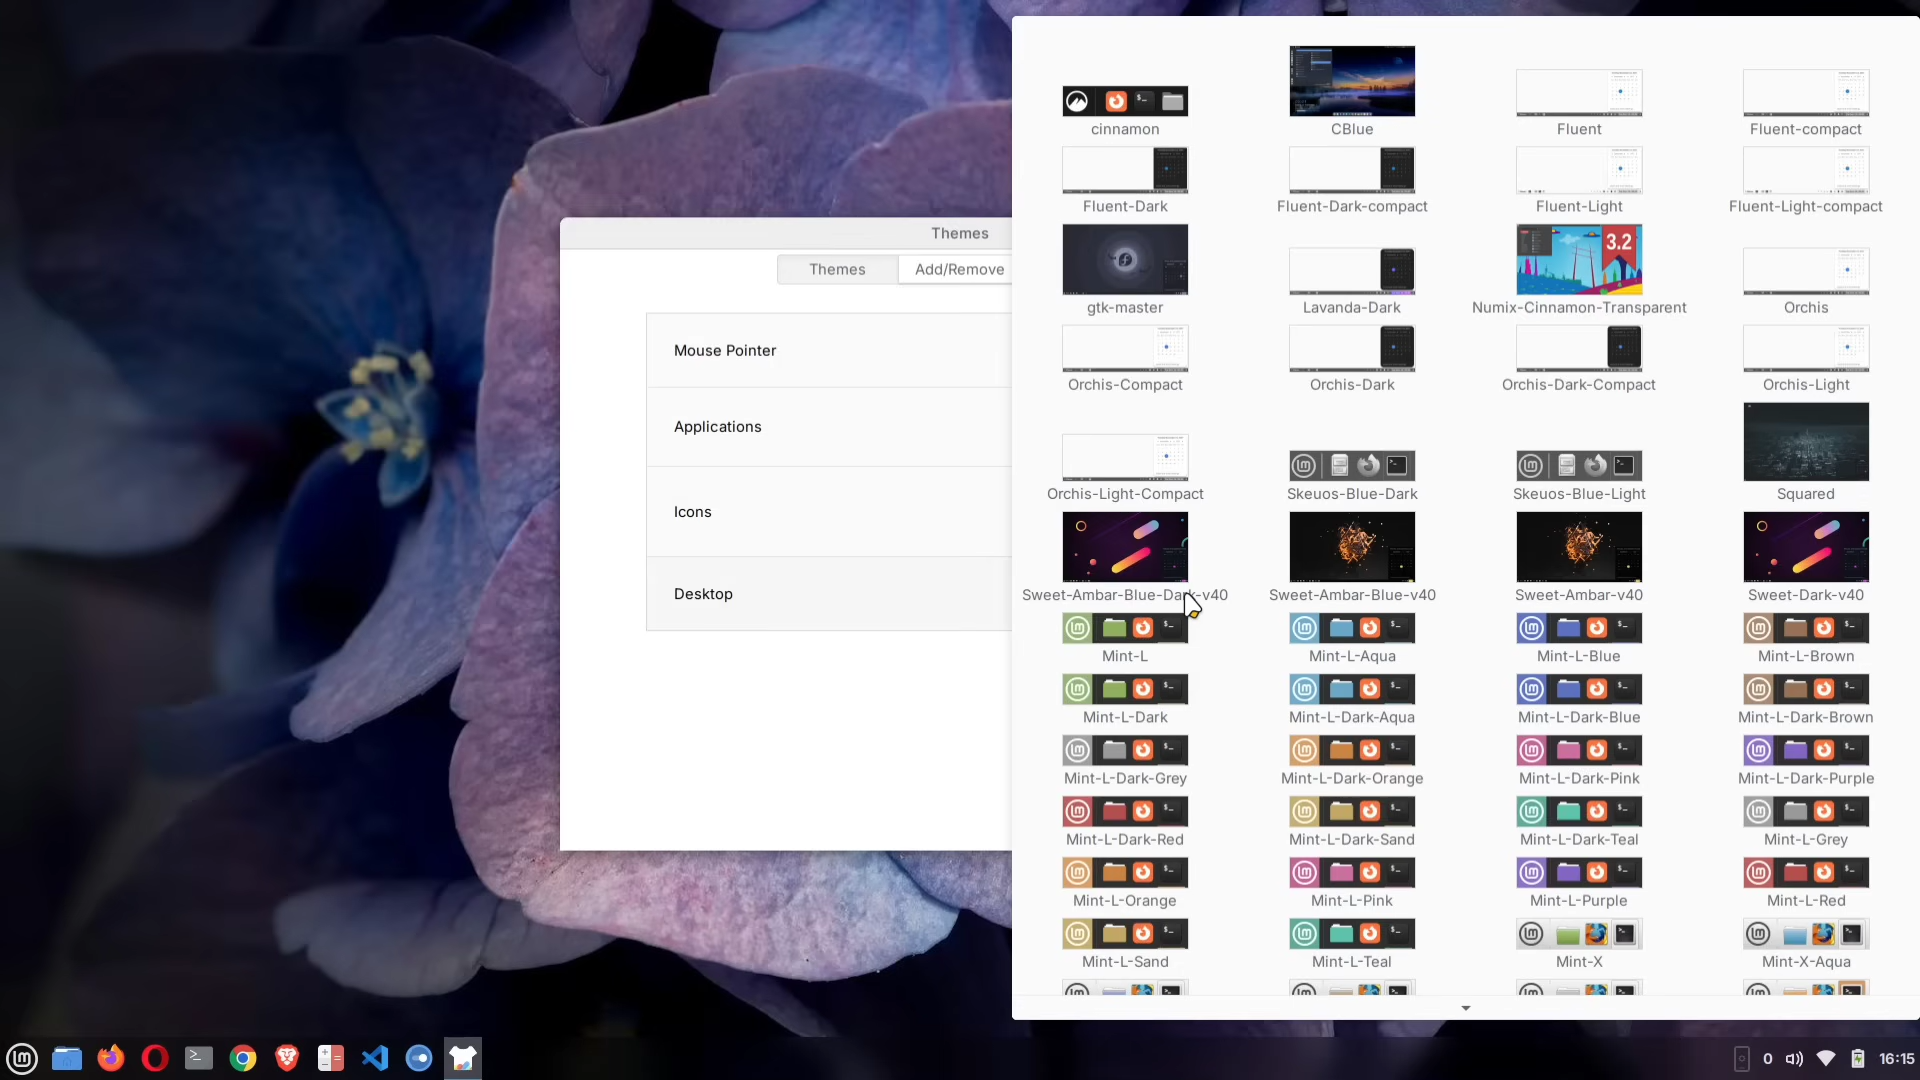 cinnamon
CBlue
Fluent
Fluent-compact
Fluent-Dark
Fluent-Dark-compact
Fluent-Light
Fluent-Light-compact
3.2
gtk-master
Lavanda-Dark
Numix-Cinnamon-Transparent
Orchis
Orchis-Compact
Orchis-Dark
Orchis-Dark-Compact
Orchis-Light
Orchis-Light-Compact
Skeuos-Blue-Dark
Skeuos-Blue-Light
Squared
Sweet-Ambar-Blue-Dark-v40
Sweet-Ambar-Blue-v40
Sweet-Ambar-v40
Sweet-Dark-v40
Mint-L
Mint-L-Aqua
Mint-L-Blue
Mint-L-Brown
Mint-L-Dark
Mint-L-Dark-Aqua
Mint-L-Dark-Blue
Mint-L-Dark-Brown
Mint-L-Dark-Grey
Mint-L-Dark-Orange
Mint-L-Dark-Pink
Mint-L-Dark-Purple
Mint-L-Dark-Red
Mint-L-Dark-Sand
Mint-L-Dark-Teal
Mint-L-Grey
Mint-L-Orange
Mint-L-Pink
Mint-L-Purple
Mint-L-Red
Mint-L-Sand
Mint-L-Teal
Mint-X
Mint-X-Aqua
Themes
Themes
Add/Remove
Mouse Pointer
Applications
Icons
Desktop
0
16:15